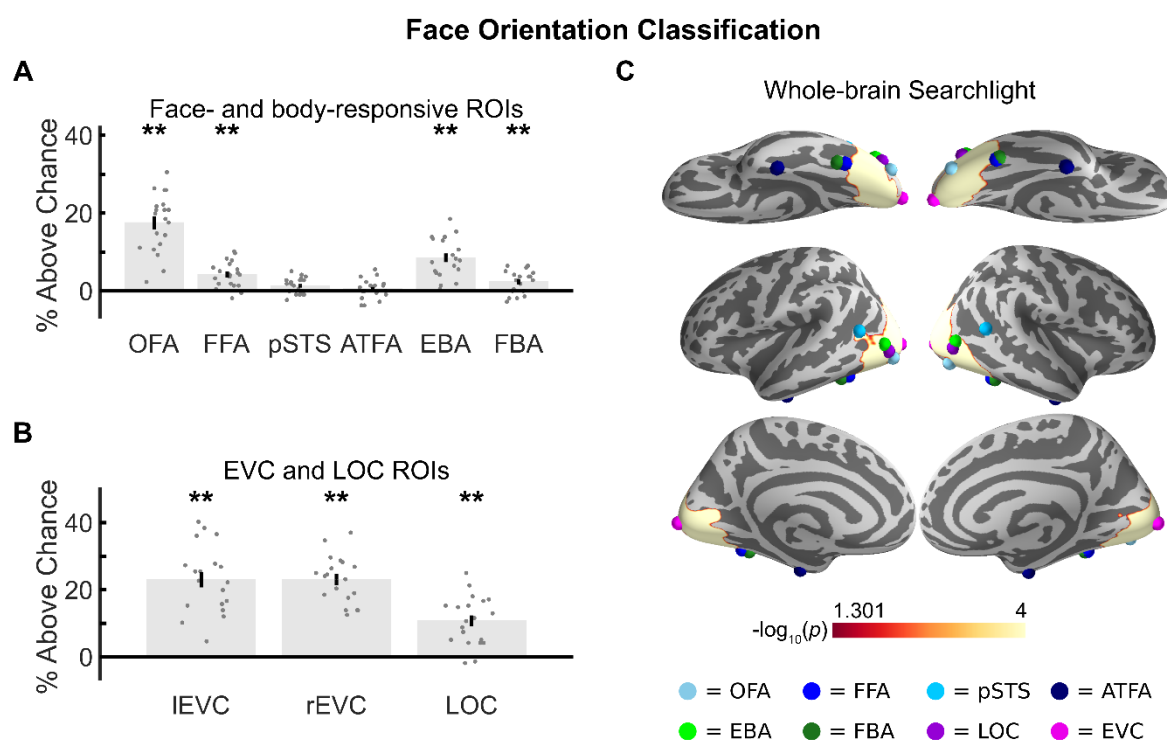 Face Orientation Classification
A
Face- and body-responsive ROIs
% Above Chance
40
20
0
** ** ** **
OFA FFA pSTS ATFA EBA FBA
B
EVC and LOC ROIs
% Above Chance
40
20
0
** ** **
lEVC rEVC LOC
C
Whole-brain Searchlight
1.301 4
-log10(p)
= OFA = FFA = pSTS = ATFA
= EBA = FBA = LOC = EVC